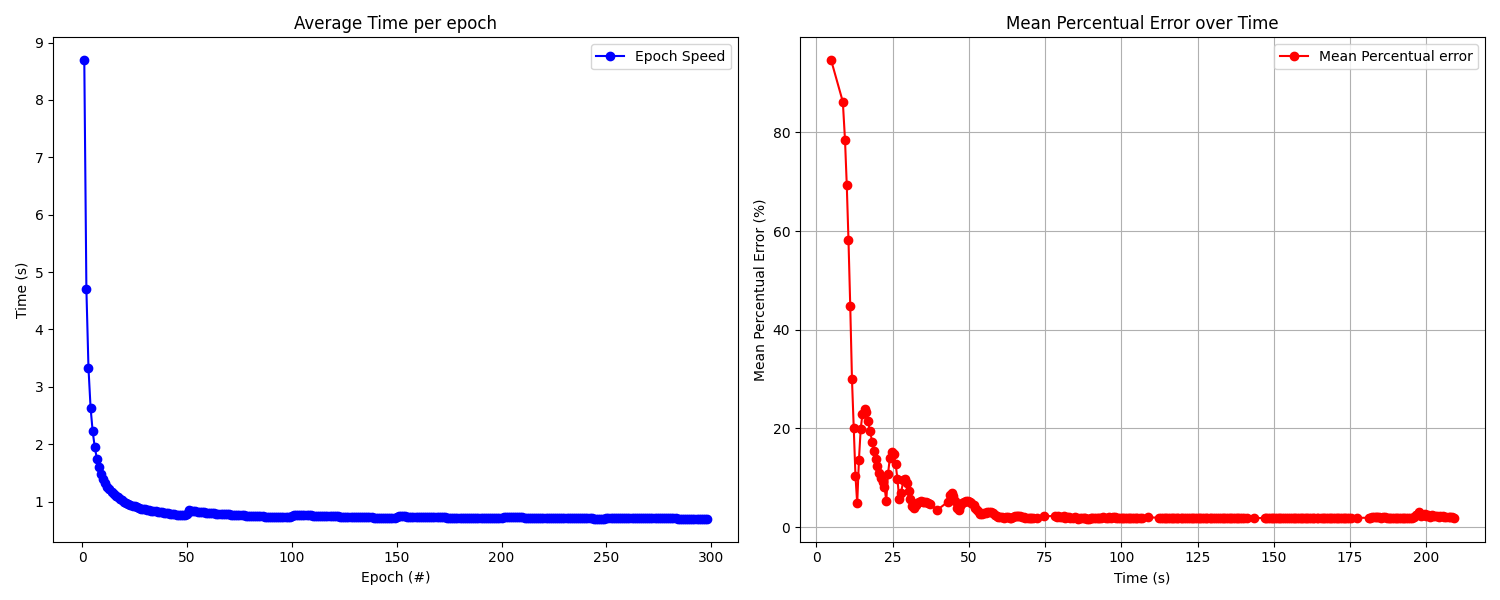 Average Time per epoch
Epoch Speed
9
8
7
6
5
4
3
2
1
Time (s)
0 50 100 150 200 250 300
Epoch (#)
Mean Percentual Error over Time
Mean Percentual error
80
60
40
20
0
Mean Percentual Error (%)
0 25 50 75 100 125 150 175 200
Time (s)